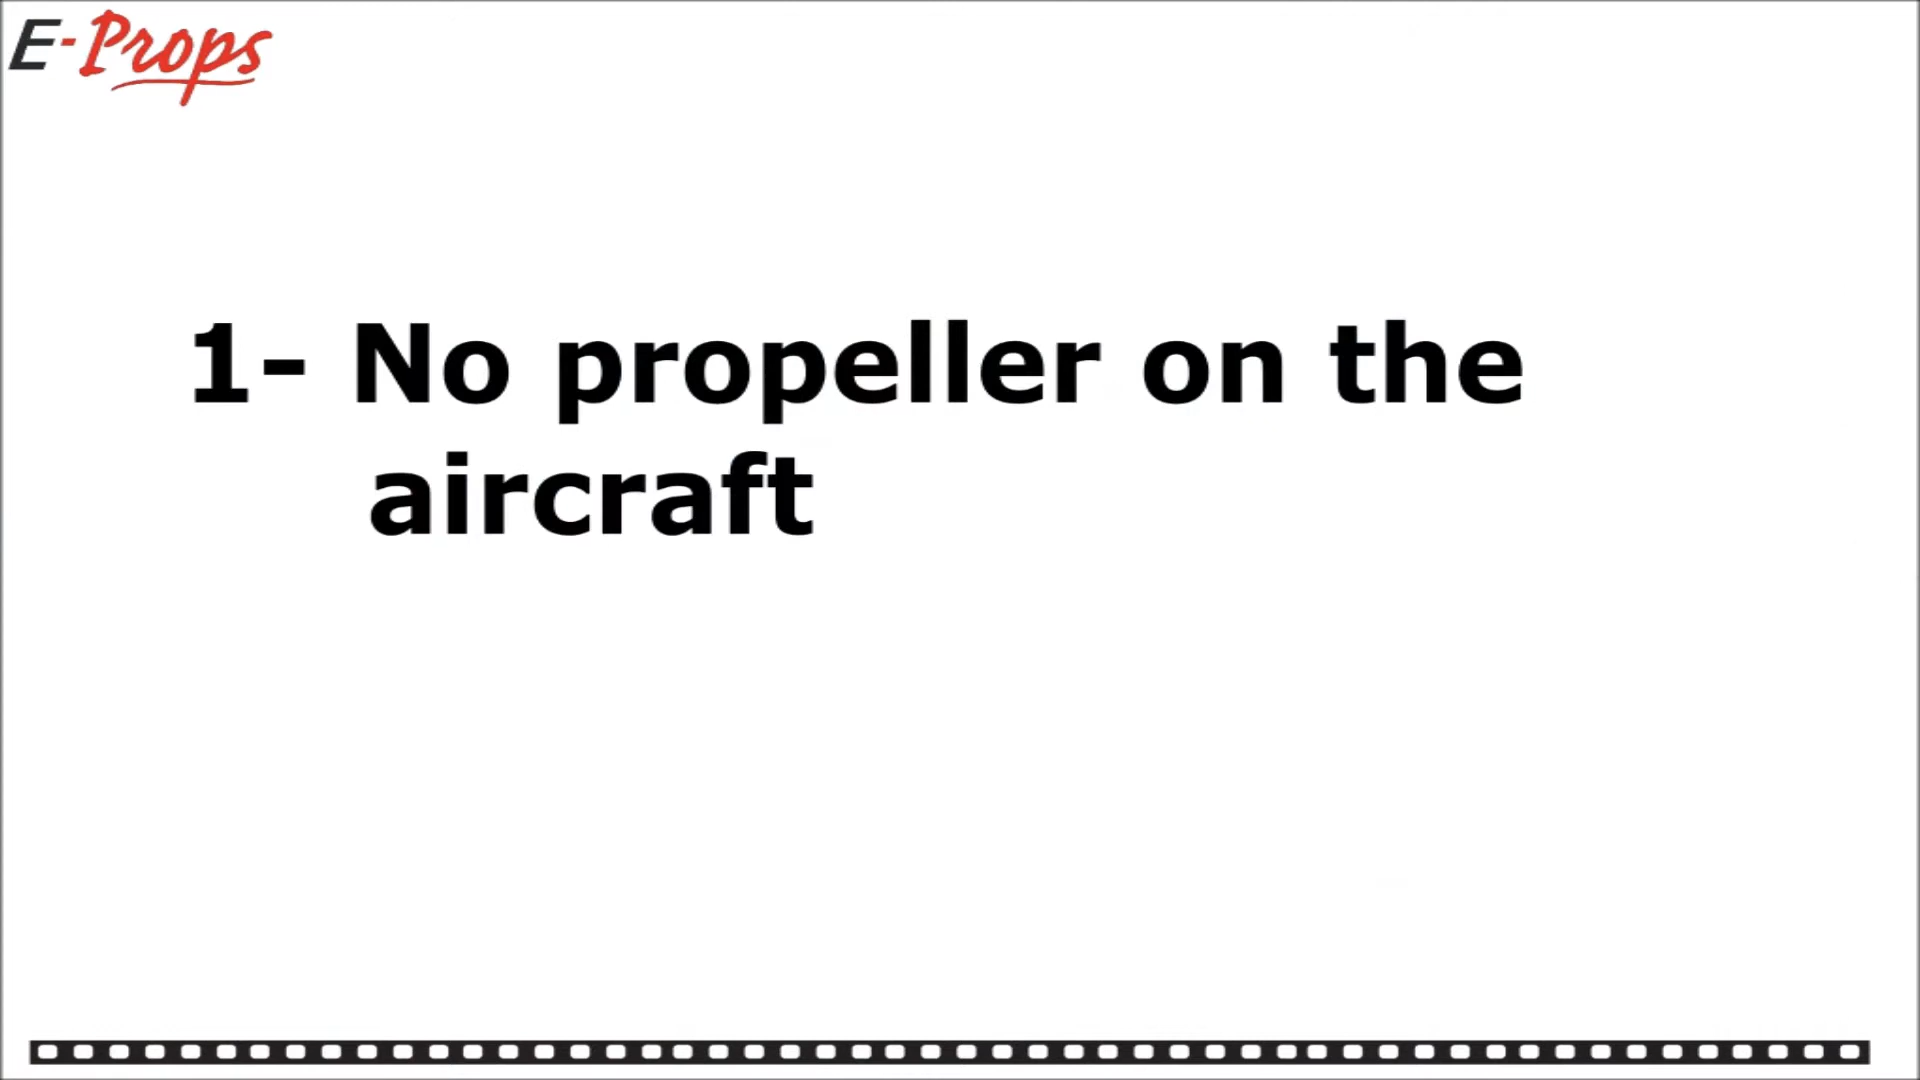 E-Props
1- No propeller on the
aircraft